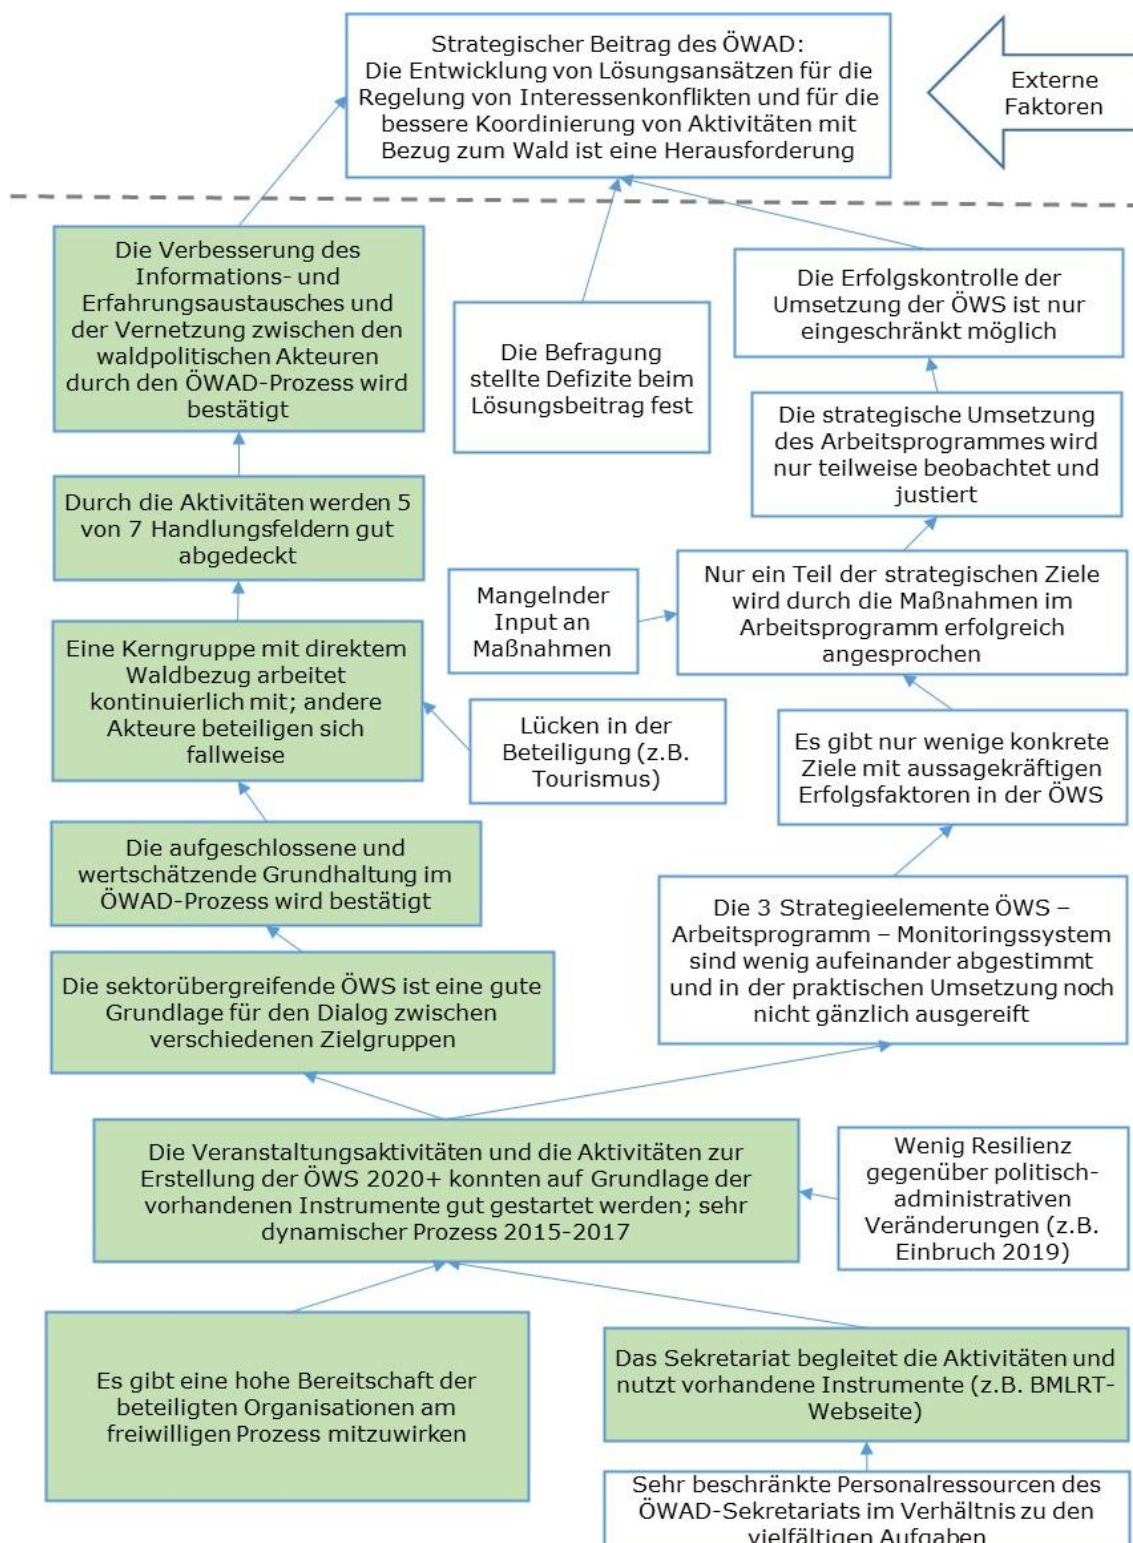 Strategischer Beitrag des ÖWAD:
Die Entwicklung von Lösungsansätzen für die
Regelung von Interessenkonflikten und für die
bessere Koordinierung von Aktivitäten mit
Bezug zum Wald ist eine Herausforderung
Externe
Faktoren
Die Verbesserung des
Informations- und
Erfahrungsaustausches und
der Vernetzung zwischen den
waldpolitischen Akteuren
durch den ÖWAD-Prozess wird
bestätigt
Die Befragung
stellte Defizite beim
Lösungsbeitrag fest
Die Erfolgskontrolle der
Umsetzung der ÖWS ist nur
eingeschränkt möglich
Die strategische Umsetzung
des Arbeitsprogrammes wird
nur teilweise beobachtet und
justiert
Durch die Aktivitäten werden 5
von 7 Handlungsfeldern gut
abgedeckt
Mangelnder
Input an
Maßnahmen
Nur ein Teil der strategischen Ziele
wird durch die Maßnahmen im
Arbeitsprogramm erfolgreich
angesprochen
Eine Kerngruppe mit direktem
Waldbezug arbeitet
kontinuierlich mit; andere
Akteure beteiligen sich
fallweise
Lücken in der
Beteiligung (z.B.
Tourismus)
Es gibt nur wenige konkrete
Ziele mit aussagekräftigen
Erfolgsfaktoren in der ÖWS
Die aufgeschlossene und
wertschätzende Grundhaltung im
ÖWAD-Prozess wird bestätigt
Die 3 Strategieelemente ÖWS –
Arbeitsprogramm – Monitoringssystem
sind wenig aufeinander abgestimmt
und in der praktischen Umsetzung noch
nicht gänzlich ausgereift
Die sektorübergreifende ÖWS ist eine gute
Grundlage für den Dialog zwischen
verschiedenen Zielgruppen
Die Veranstaltungsaktivitäten und die Aktivitäten zur
Erstellung der ÖWS 2020+ konnten auf Grundlage der
vorhandenen Instrumente gut gestartet werden; sehr
dynamischer Prozess 2015-2017
Wenig Resilienz
gegenüber politisch-
administrativen
Veränderungen (z.B.
Einbruch 2019)
Es gibt eine hohe Bereitschaft der
beteiligten Organisationen am
freiwilligen Prozess mitzuwirken
Das Sekretariat begleitet die Aktivitäten und
nutzt vorhandene Instrumente (z.B. BMLRT-
Webseite)
Sehr beschränkte Personalressourcen des
ÖWAD-Sekretariats im Verhältnis zu den
vielfältigen Aufgaben